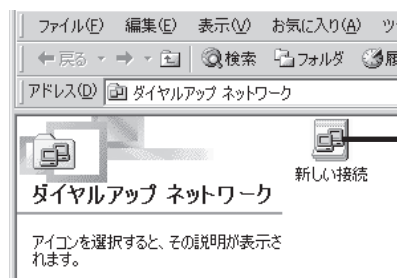 ファイル(F) 編集(E) 表示(V) お気に入り(A) ツ
戻る 検索 フォルダ 履
アドレス(D) ダイヤルアップ ネットワーク
新しい接続
ダイヤルアップ ネットワーク
アイコンを選択すると、その説明が表示さ
れます。